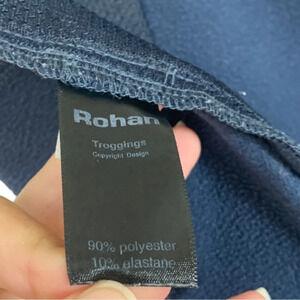 Rohan
Troggings
Copyright Design
90% polyester
10% elastane